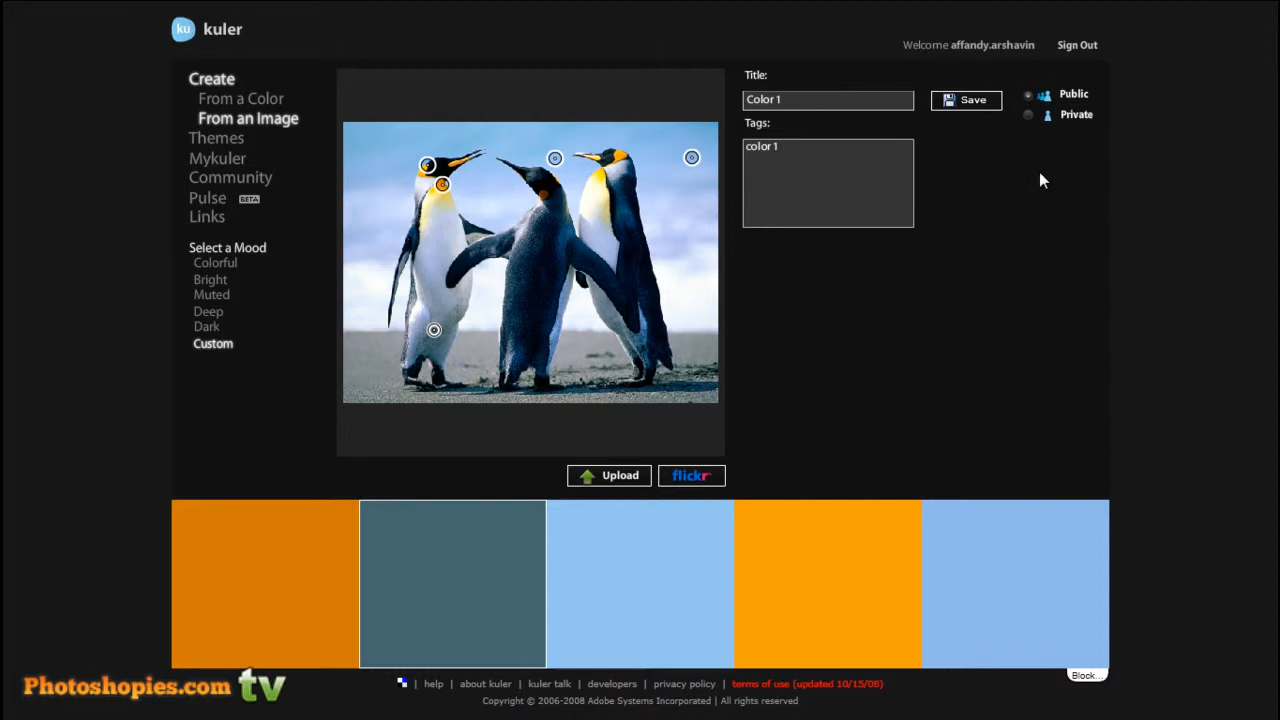 ku kuler
Welcome affandy.arshavin Sign Out
Create
From a Color
From an Image
Themes
Mykuler
Community
Pulse BETA
Links
Select a Mood
Colorful
Bright
Muted
Deep
Dark
Custom
Title:
Color 1
Save
Public
Private
Tags:
color 1
Upload
flickr
Block...
Photoshopies.com tv
| help | about kuler | kuler talk | developers | privacy policy | terms of use (updated 10/15/08)
Copyright © 2006-2008 Adobe Systems Incorporated | All rights reserved